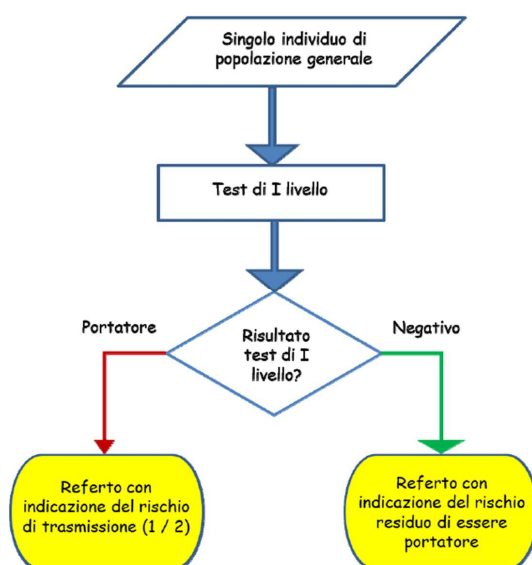 Singolo individuo di
popolazione generale
Test di I livello
Portatore
Negativo
Risultato
test di I
livello?
Referto con
indicazione del rischio
di trasmissione (1 / 2)
Referto con
indicazione del rischio
residuo di essere
portatore